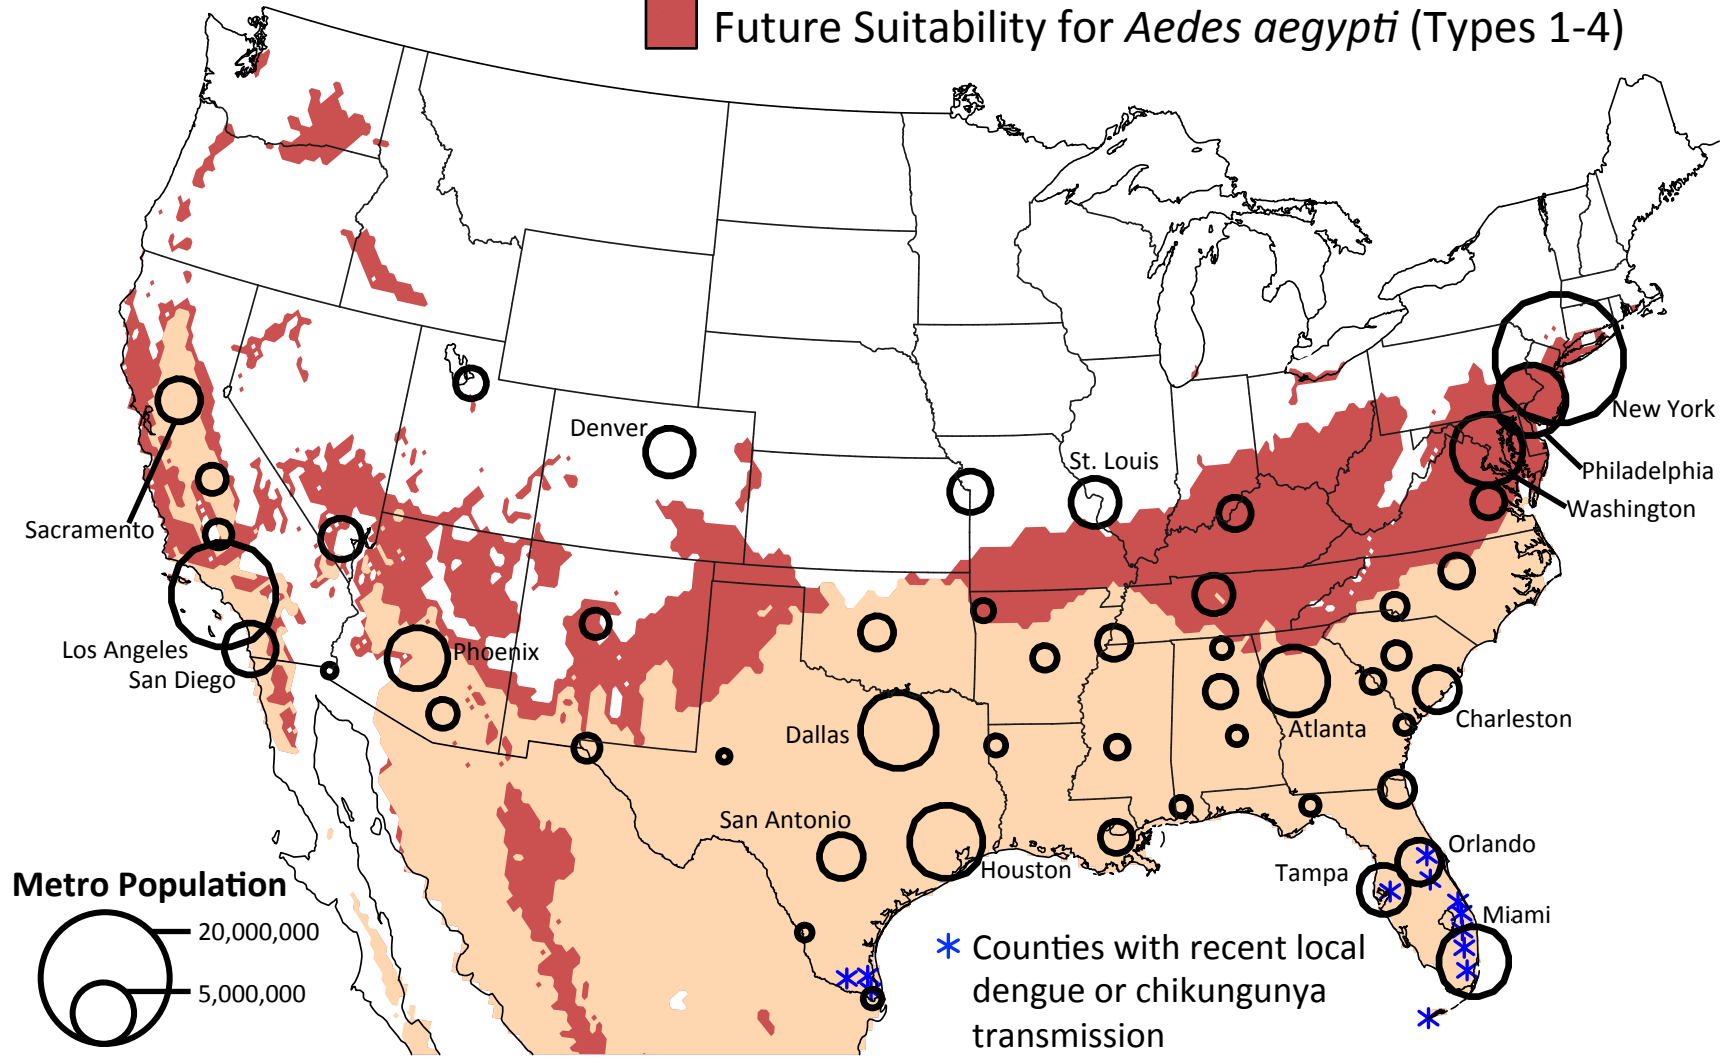 Future Suitability for Aedes aegypti (Types 1-4)
Denver
St. Louis
New York
Philadelphia
Washington
Sacramento
Los Angeles
San Diego
Phoenix
Dallas
Atlanta
Charleston
San Antonio
Houston
Orlando
Tampa
Miami
Metro Population
20,000,000
5,000,000
Counties with recent local
dengue or chikungunya
transmission